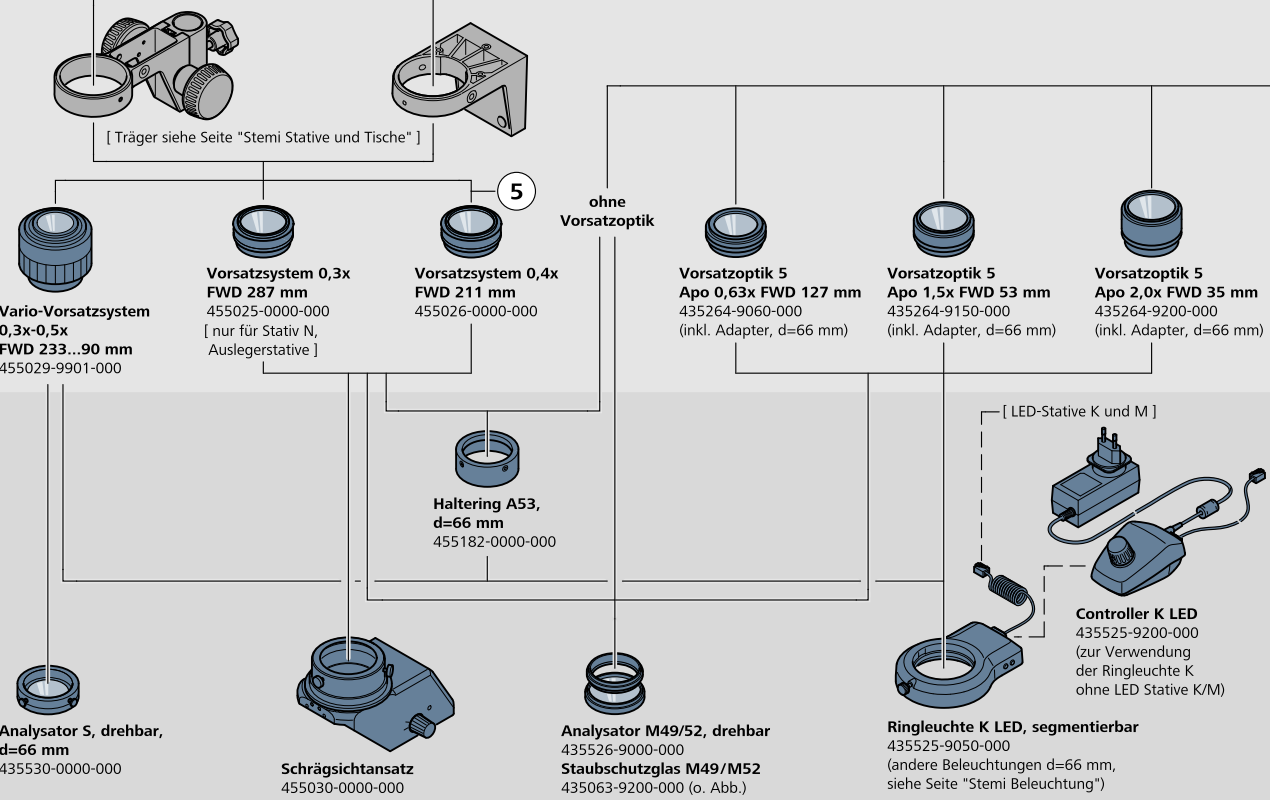 [ Träger siehe Seite "Stemi Stative und Tische" ]
5
ohne
Vorsatzoptik
Vario-Vorsatzsystem
0,3x-0,5x
FWD 233...90 mm
455029-9901-000
Vorsatzsystem 0,3x
FWD 287 mm
455025-0000-000
[ nur für Stativ N,
Auslegerstative ]
Vorsatzsystem 0,4x
FWD 211 mm
455026-0000-000
Vorsatzoptik 5
Apo 0,63x FWD 127 mm
435264-9060-000
(inkl. Adapter, d=66 mm)
Vorsatzoptik 5
Apo 1,5x FWD 53 mm
435264-9150-000
(inkl. Adapter, d=66 mm)
Vorsatzoptik 5
Apo 2,0x FWD 35 mm
435264-9200-000
(inkl. Adapter, d=66 mm)
[ LED-Stative K und M ]
Haltering A53,
d=66 mm
455182-0000-000
Controller K LED
435525-9200-000
(zur Verwendung
der Ringleuchte K
ohne LED Stative K/M)
Analysator S, drehbar,
d=66 mm
435530-0000-000
Schrägsichtansatz
455030-0000-000
Analysator M49/52, drehbar
435526-9000-000
Staubschutzglas M49/M52
435063-9200-000 (o. Abb.)
Ringleuchte K LED, segmentierbar
435525-9050-000
(andere Beleuchtungen d=66 mm,
siehe Seite "Stemi Beleuchtung")